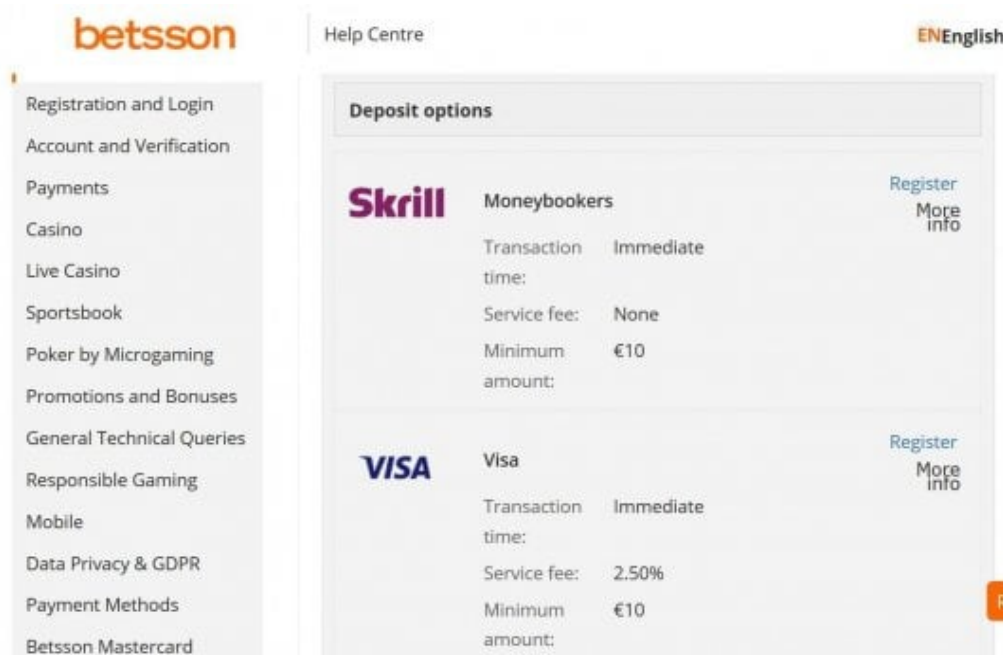 betsson
Help Centre
ENEnglish
Registration and Login
Account and Verification
Payments
Casino
Live Casino
Sportsbook
Poker by Microgaming
Promotions and Bonuses
General Technical Queries
Responsible Gaming
Mobile
Data Privacy & GDPR
Payment Methods
Betsson Mastercard
Deposit options
Skrill
Moneybookers
Register
More
info
Transaction
time:
Immediate
Service fee: None
Minimum
amount:
€10
VISA
Visa
Register
More
info
Transaction
time:
Immediate
Service fee: 2.50%
Minimum
amount:
€10